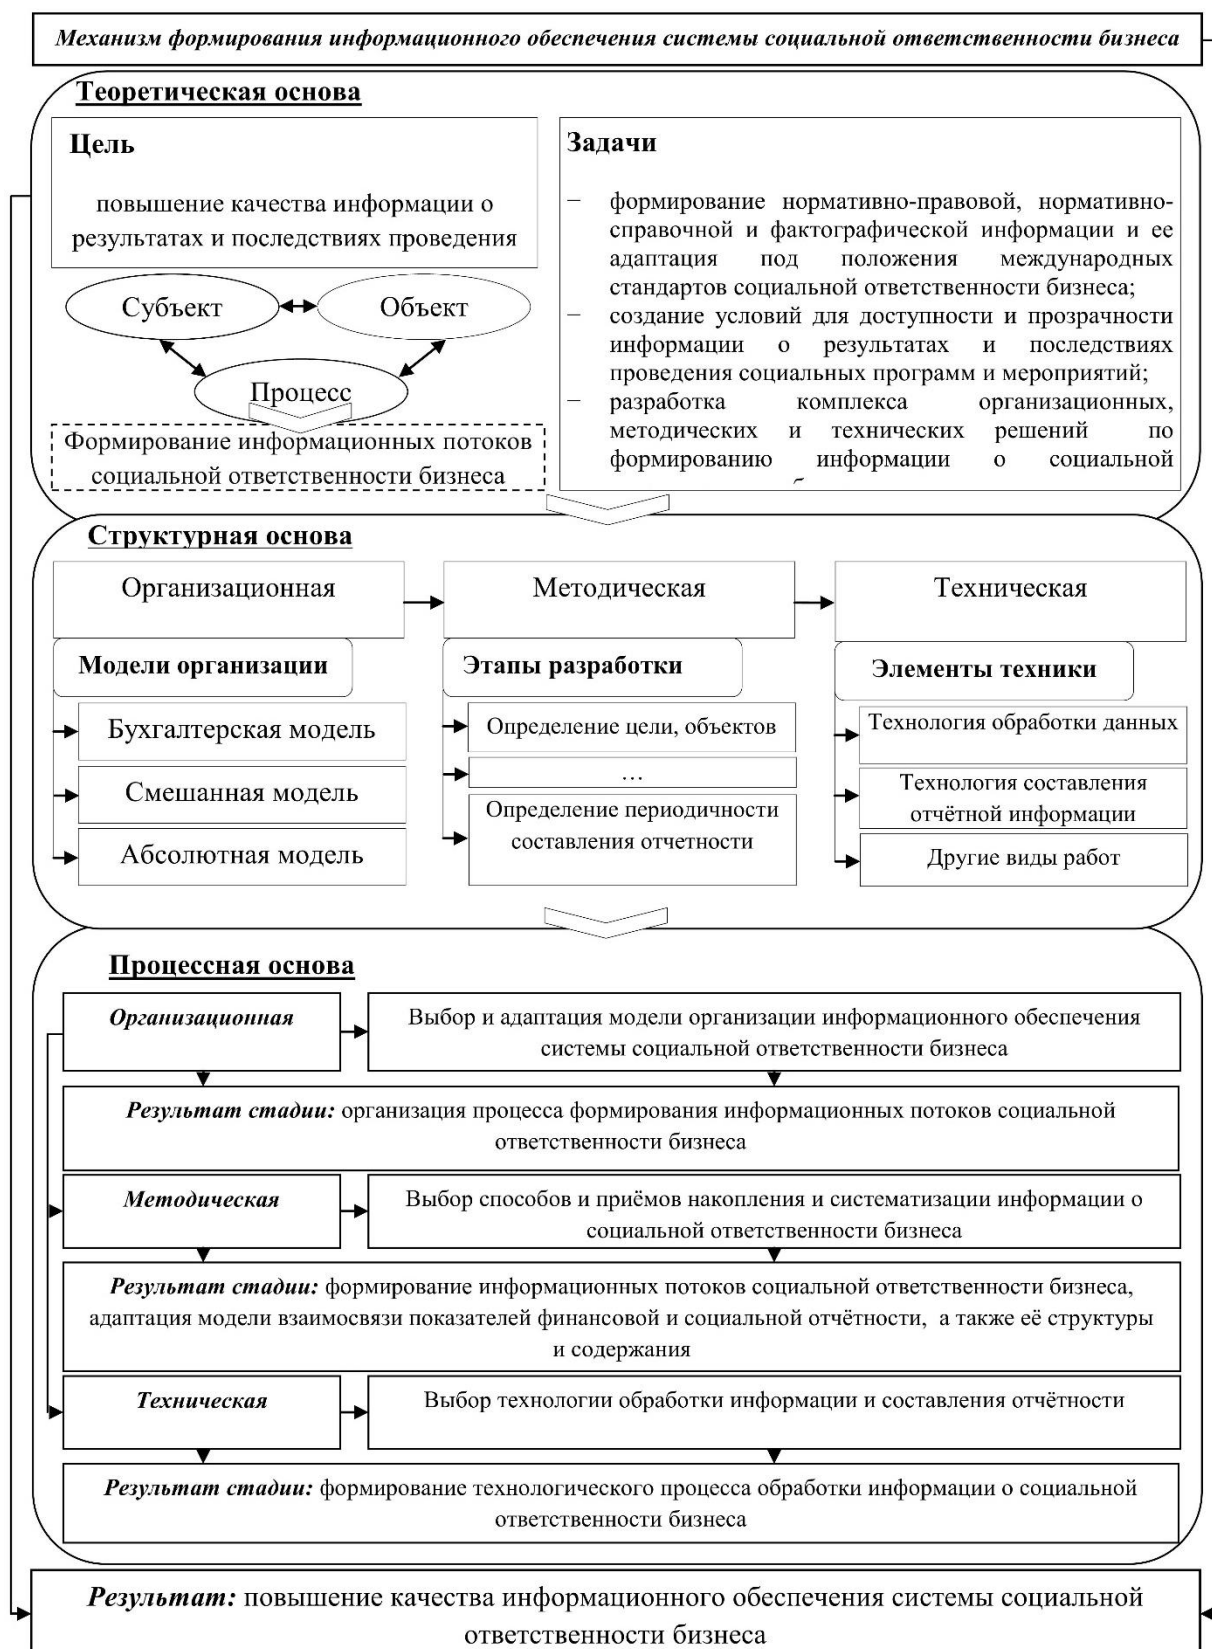 Механизм формирования информационного обеспечения системы социальной ответственности бизнеса
Теоретическая основа
Цель
повышение качества информации о
результатах и последствиях проведения
Субъект
Объект
Процесс
Формирование информационных потоков
социальной ответственности бизнеса
Задачи
– формирование нормативно-правовой, нормативно-
справочной и фактографической информации и ее
адаптация под положения международных
стандартов социальной ответственности бизнеса;
– создание условий для доступности и прозрачности
информации о результатах и последствиях
проведения социальных программ и мероприятий;
– разработка комплекса организационных,
методических и технических решений по
формированию информации о социальной
Структурная основа
Организационная
Методическая
Техническая
Модели организации
Этапы разработки
Элементы техники
Бухгалтерская модель
Смешанная модель
Абсолютная модель
Определение цели, объектов
…
Определение периодичности
составления отчетности
Технология обработки данных
Технология составления
отчётной информации
Другие виды работ
Процессная основа
Организационная
Выбор и адаптация модели организации информационного обеспечения
системы социальной ответственности бизнеса
Результат стадии: организация процесса формирования информационных потоков социальной
ответственности бизнеса
Методическая
Выбор способов и приёмов накопления и систематизации информации о
социальной ответственности бизнеса
Результат стадии: формирование информационных потоков социальной ответственности бизнеса,
адаптация модели взаимосвязи показателей финансовой и социальной отчётности, а также её структуры
и содержания
Техническая
Выбор технологии обработки информации и составления отчётности
Результат стадии: формирование технологического процесса обработки информации о социальной
ответственности бизнеса
Результат: повышение качества информационного обеспечения системы социальной
ответственности бизнеса